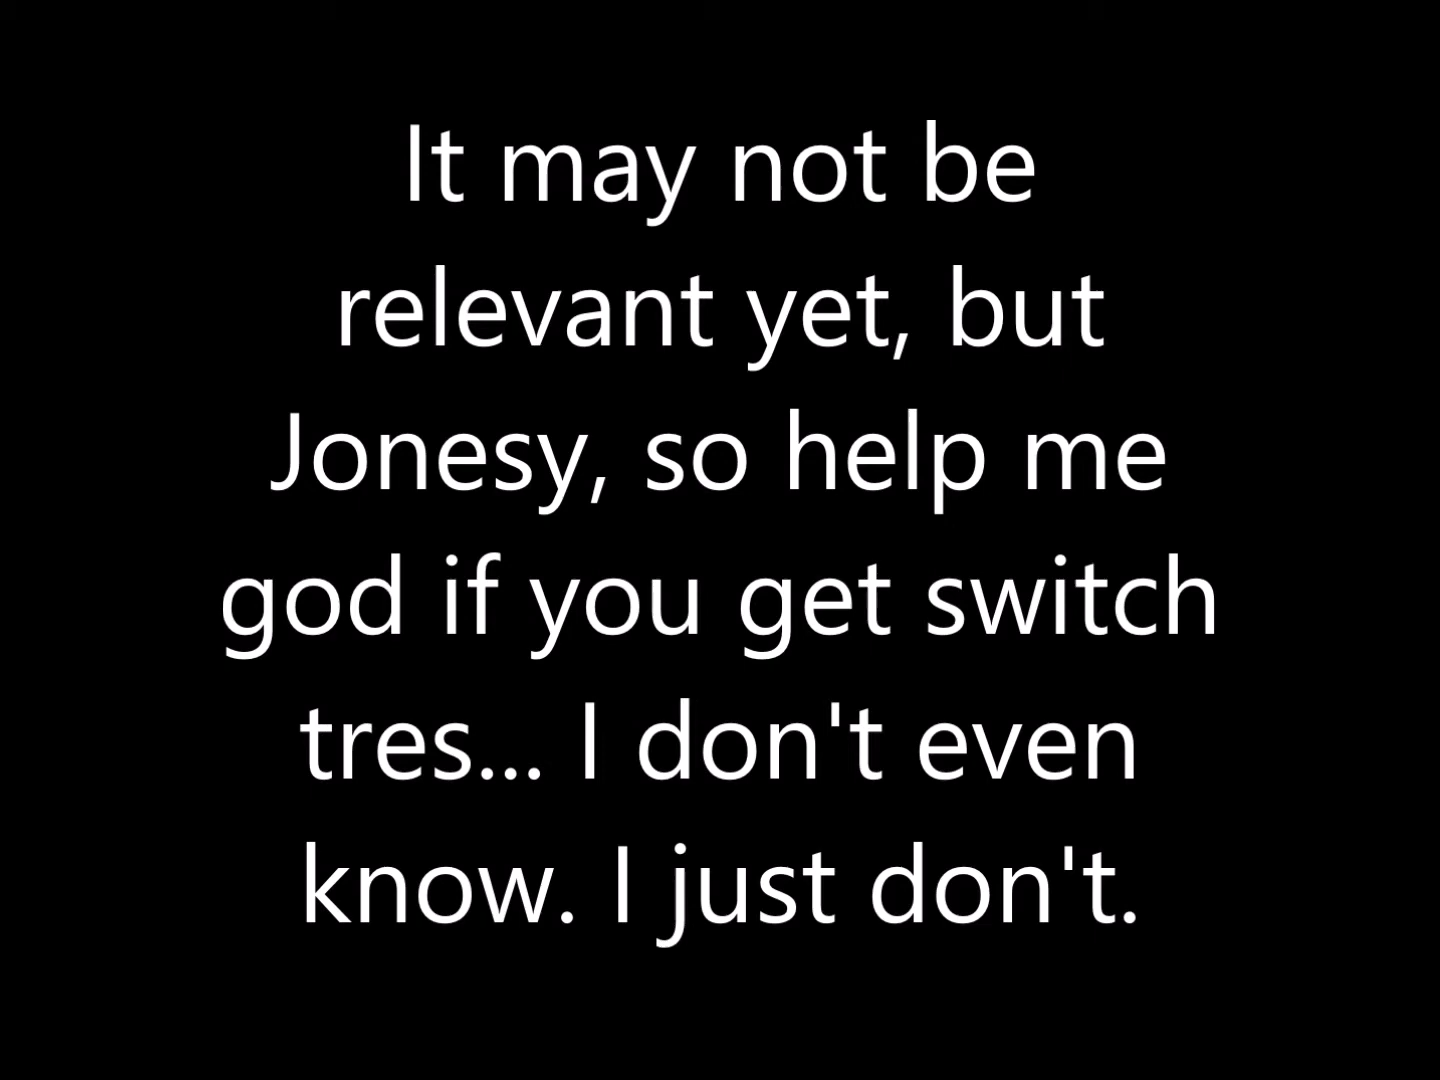 It may not be
relevant yet, but
Jonesy, so help me
god if you get switch
tres... I don't even
know. I just don't.